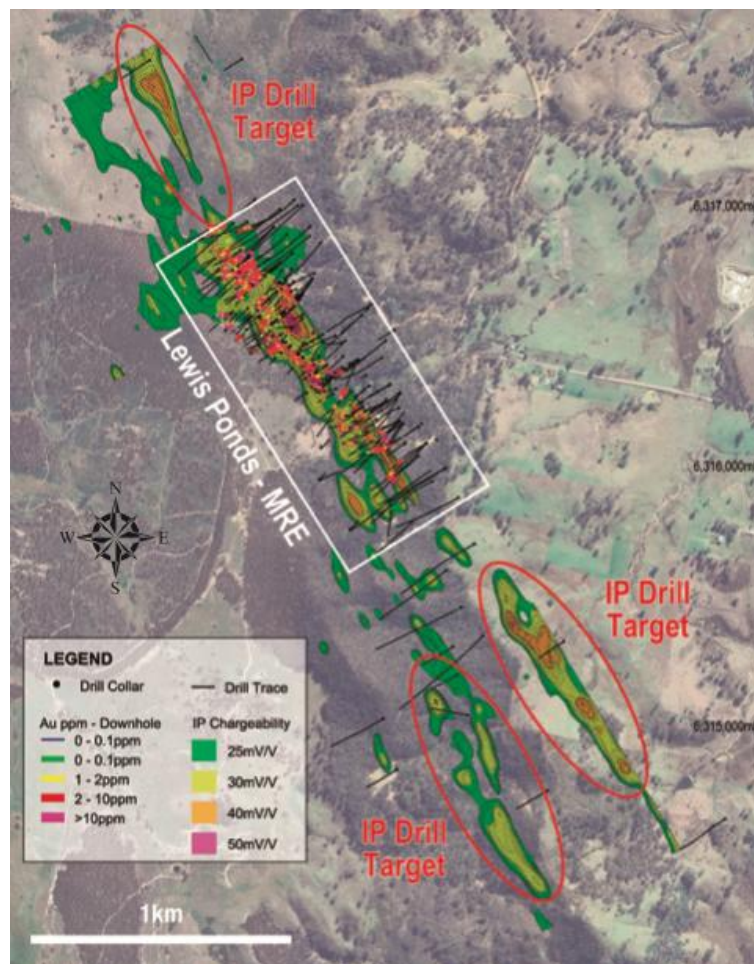 IP Drill
Target
6,317,000m
Lewis Ponds - MRE
6,316,000m
N
W
E
S
IP Drill
Target
LEGEND
Drill Collar
Drill Trace
Au ppm - Downhole
IP Chargeability
0 - 0.1ppm
0 - 0.1ppm
1 - 2ppm
2 - 10ppm
>10ppm
25mV/V
30mV/V
40mV/V
50mV/V
6,315,000m
IP Drill
Target
1km